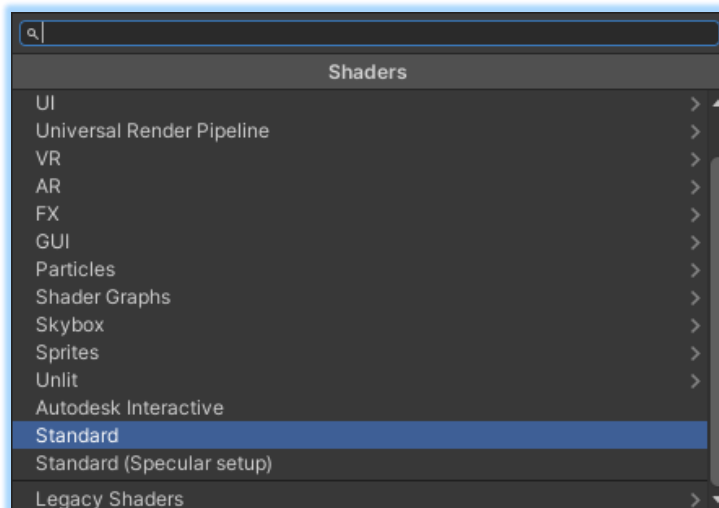 Shaders
UI
Universal Render Pipeline
VR
AR
FX
GUI
Particles
Shader Graphs
Skybox
Sprites
Unlit
Autodesk Interactive
Standard
Standard (Specular setup)
Legacy Shaders